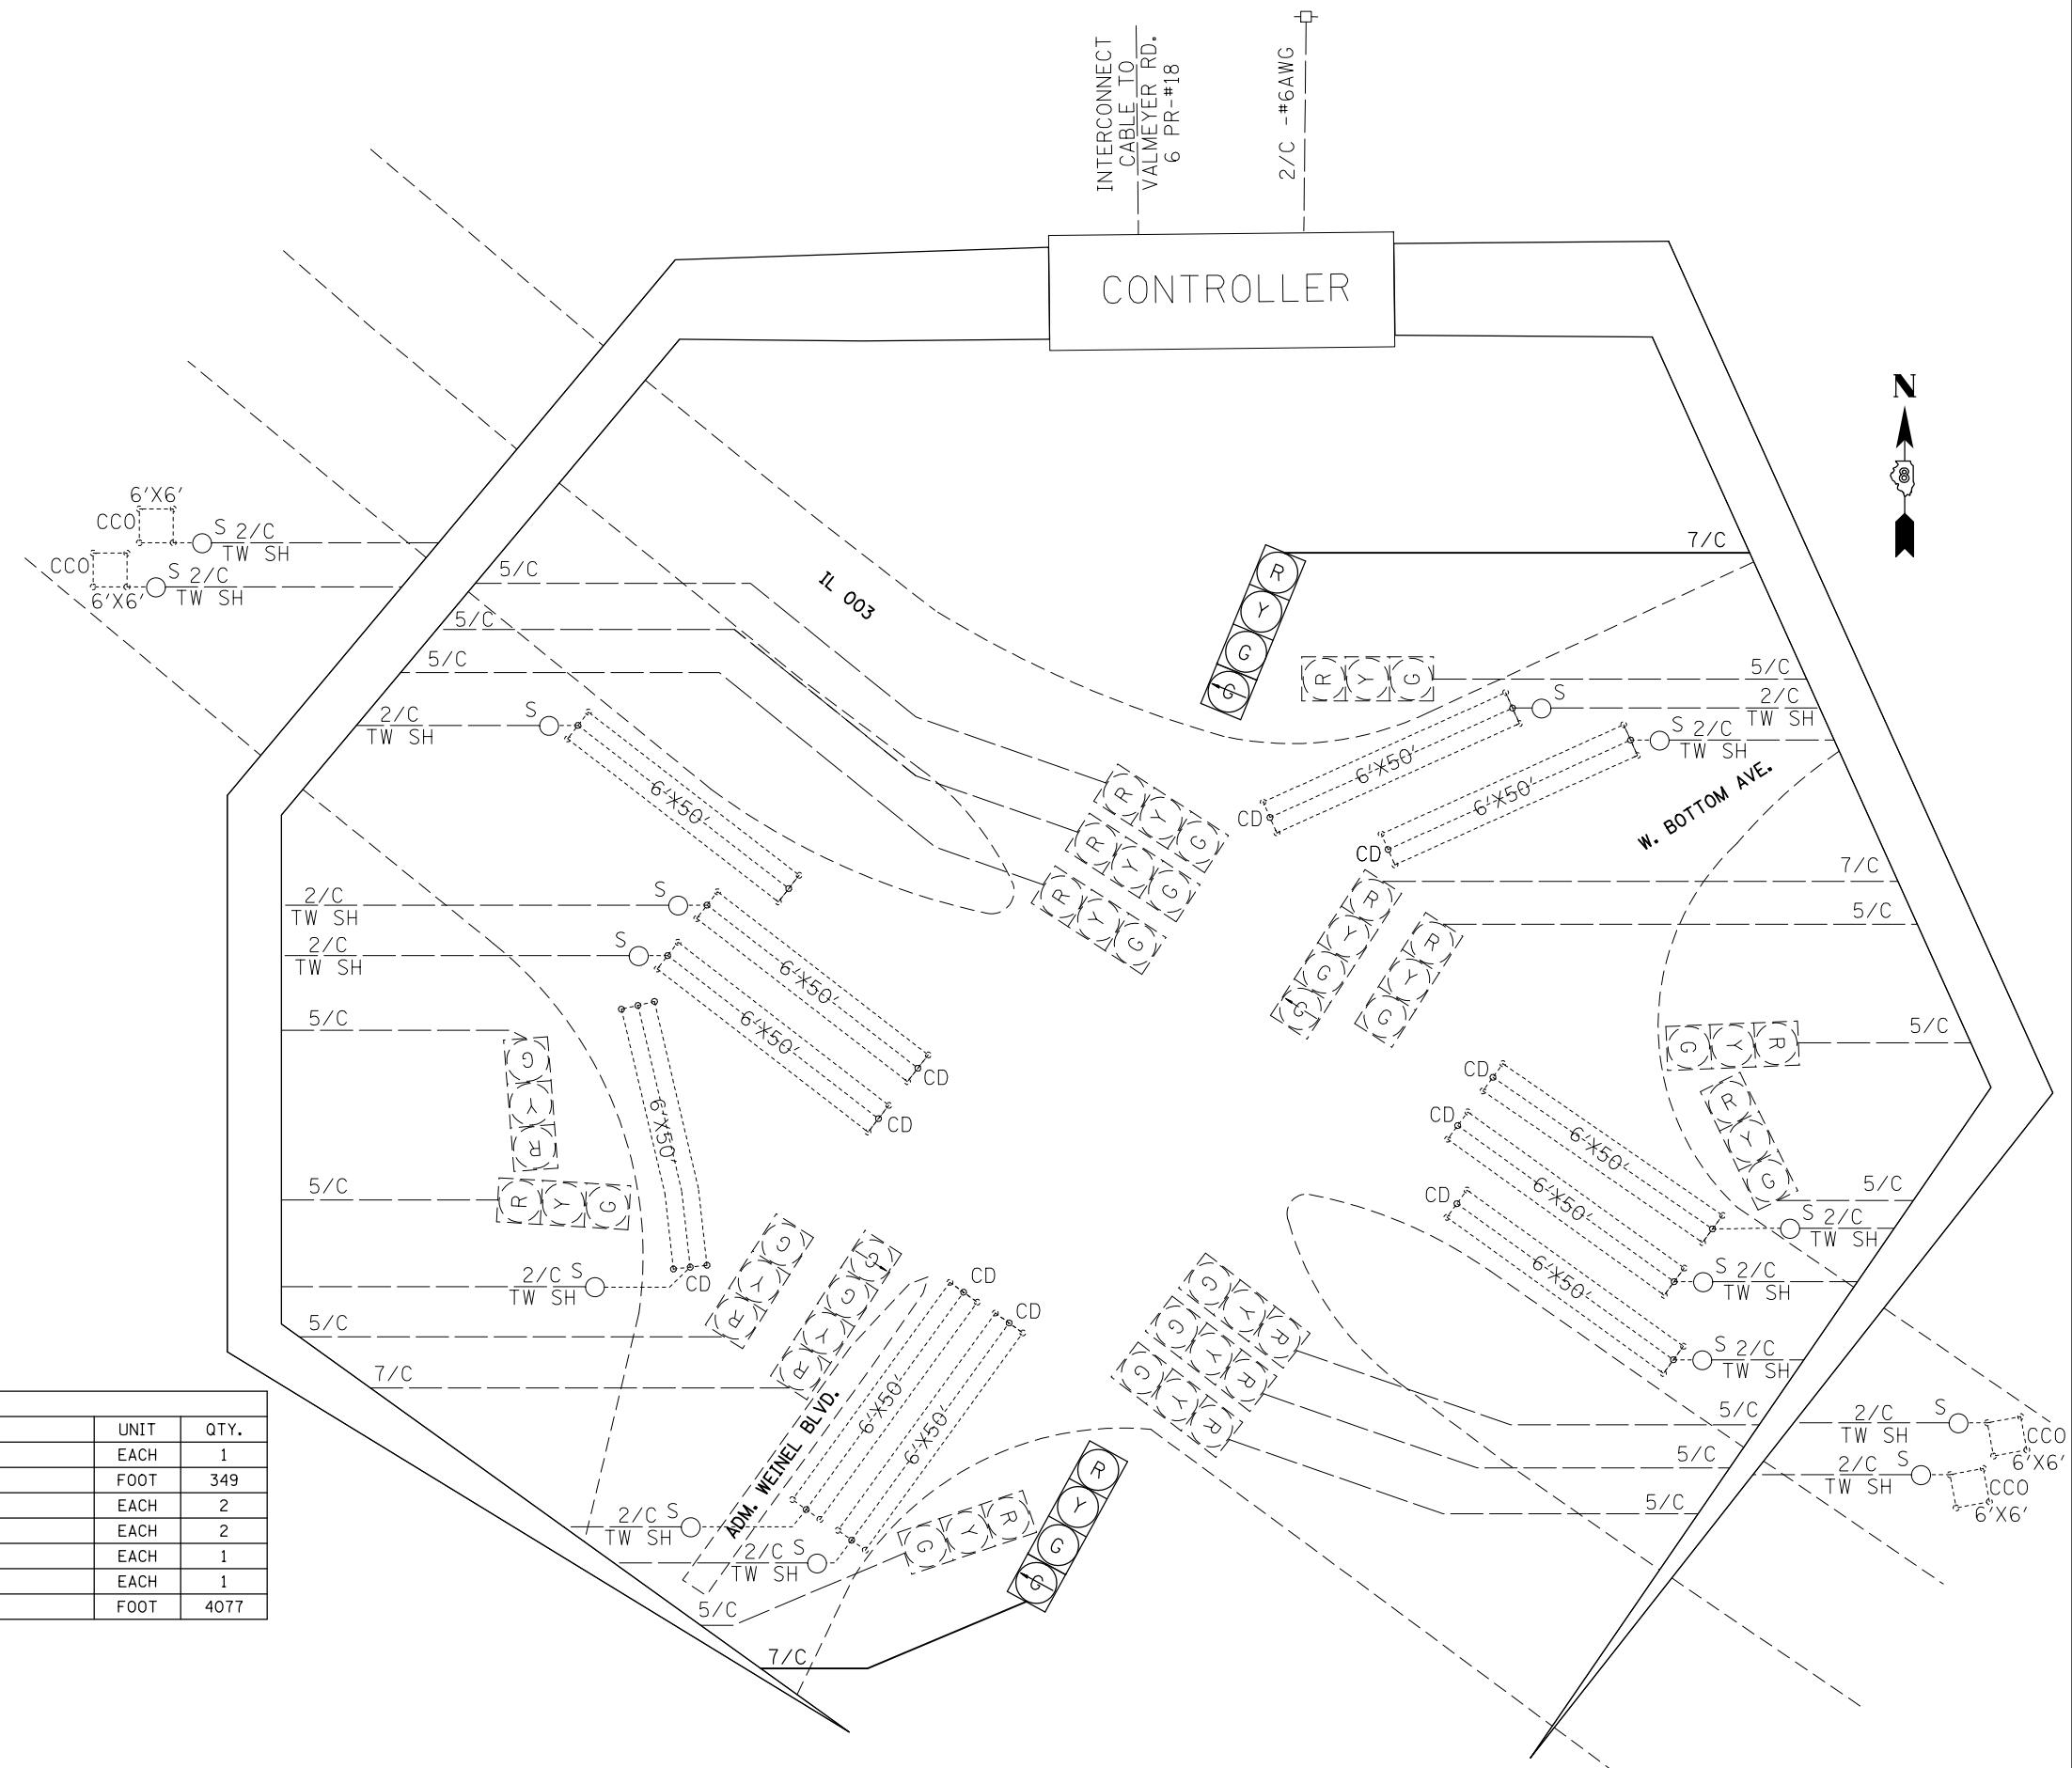 INTERCONNECT
CABLE TO
VALMEYER RD.
6 PR-#18
2/C -#6AWG
CONTROLLER
N
8
6'X6'
CCO
S 2/C
TW SH
CCO
S 2/C
TW SH
6'X6'
5/C
5/C
5/C
IL 003
S
2/C
TW SH
6'X50'
7/C
R
Y
G
G
R Y G
5/C
2/C
TW SH
S
S 2/C
TW SH
6'X50'
CD
6'X50'
CD
W. BOTTOM AVE.
R Y G
R Y G
R Y G
7/C
5/C
R
Y
G
G
R
Y
G
2/C
TW SH
S
2/C
TW SH
S
6'X50'
CD
6'X50'
CD
5/C
G
Y
R
6'X50'
5/C
R Y G
2/C S
TW SH
CD
5/C
G Y R
5/C
R
Y
G
5/C
CD
6'X50'
S 2/C
TW SH
CD
6'X50'
S 2/C
TW SH
CD
6'X50'
S 2/C
TW SH
5/C
G
Y
R
7/C
G
G
Y
R
CD
CD
6'X50'
6'X50'
ADM. WEINEL BLVD.
G Y R
G Y R
G Y R
5/C
5/C
5/C
2/C S
TW SH
CCO
6'X6'
2/C S
TW SH
CCO
6'X6'
2/C S
TW SH
2/C S
TW SH
G Y R
5/C
R
Y
G
G
7/C
UNIT QTY.
EACH 1
FOOT 349
EACH 2
EACH 2
EACH 1
EACH 1
FOOT 4077